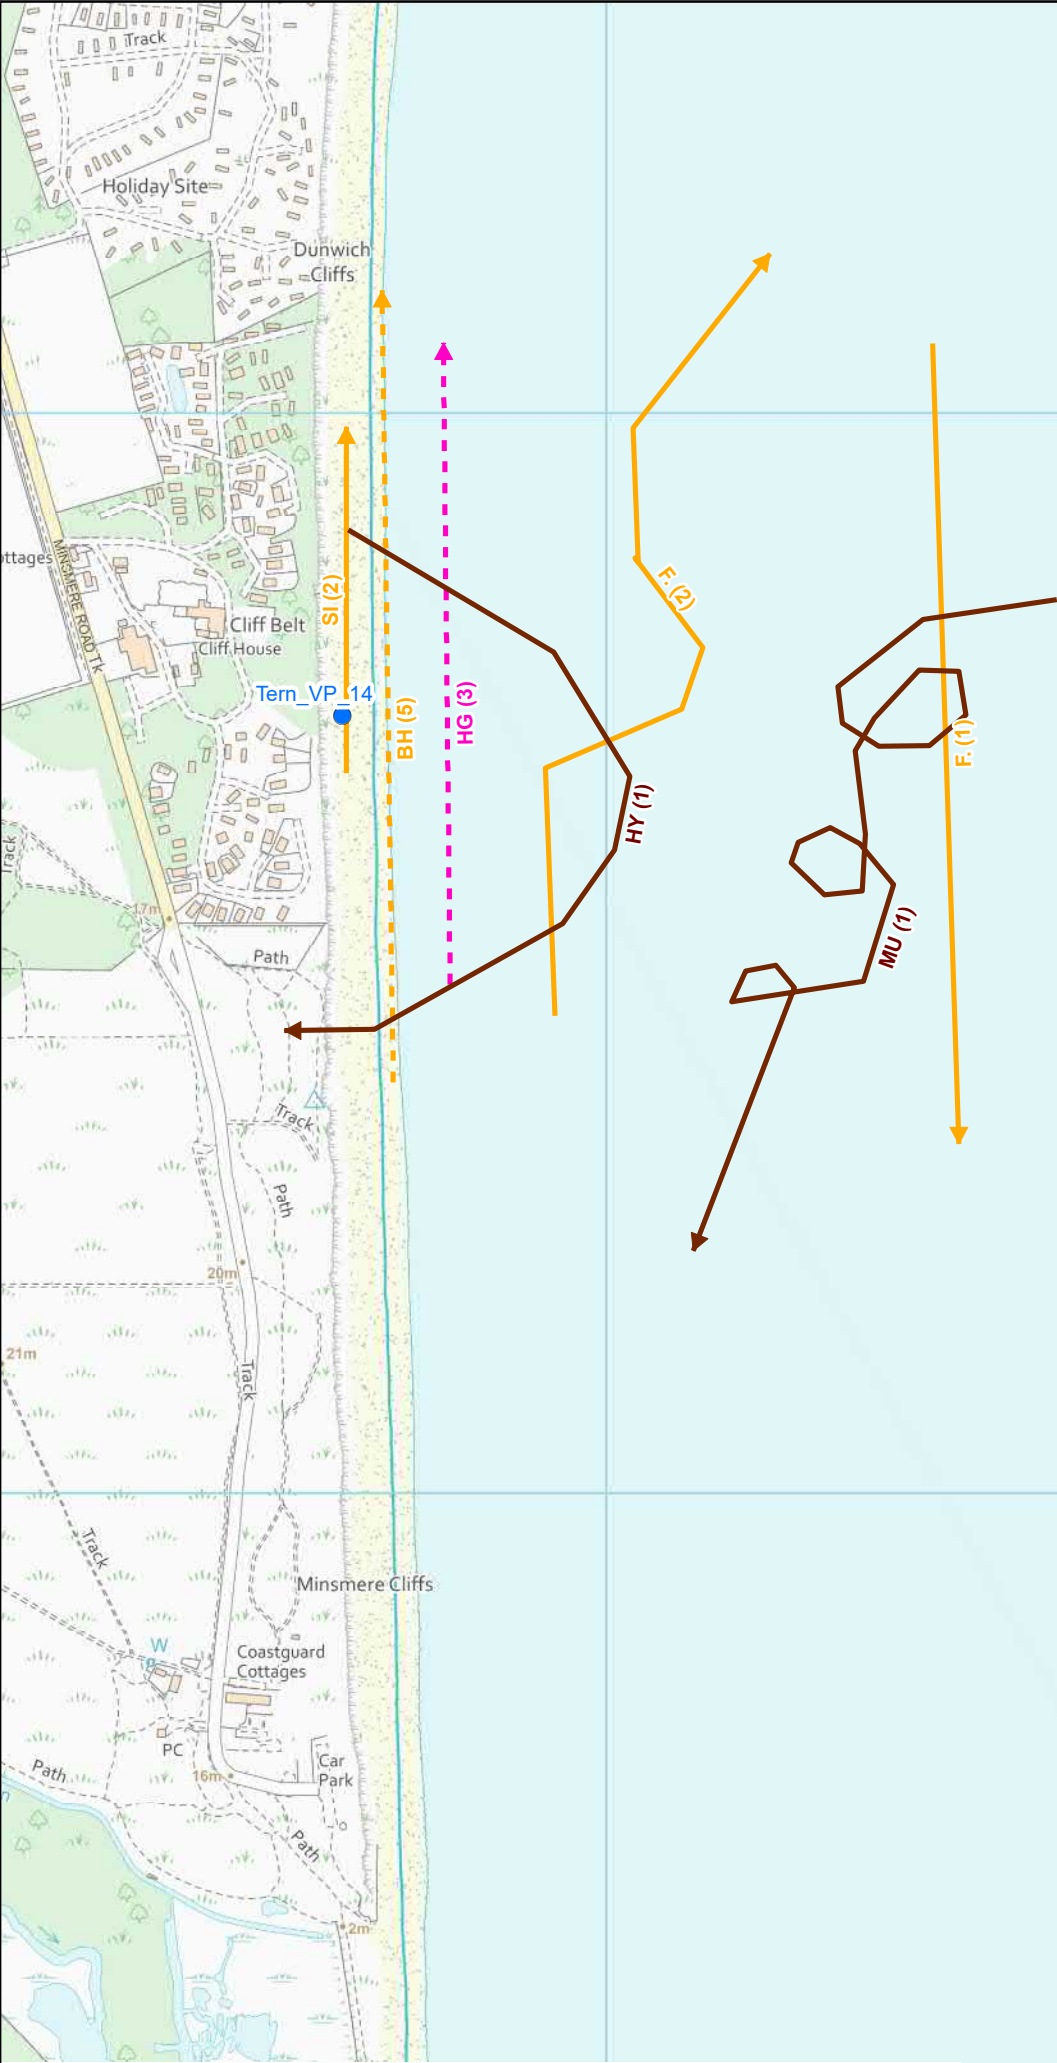 Track
Holiday Site
Dunwich
Cliffs
F. (2)
ottages
MINSMERE ROAD
Tk
SI (2)
Cliff Belt
Cliff House
Tern_VP_14
BH (5)
HG (3)
F. (1)
HY (1)
Track
17m
MU (1)
Path
Track
Path
20m
21m
Track
Track
Minsmere Cliffs
W
Coastguard
Cottages
PC
Path
16m
Car
Park
n
Path
2m